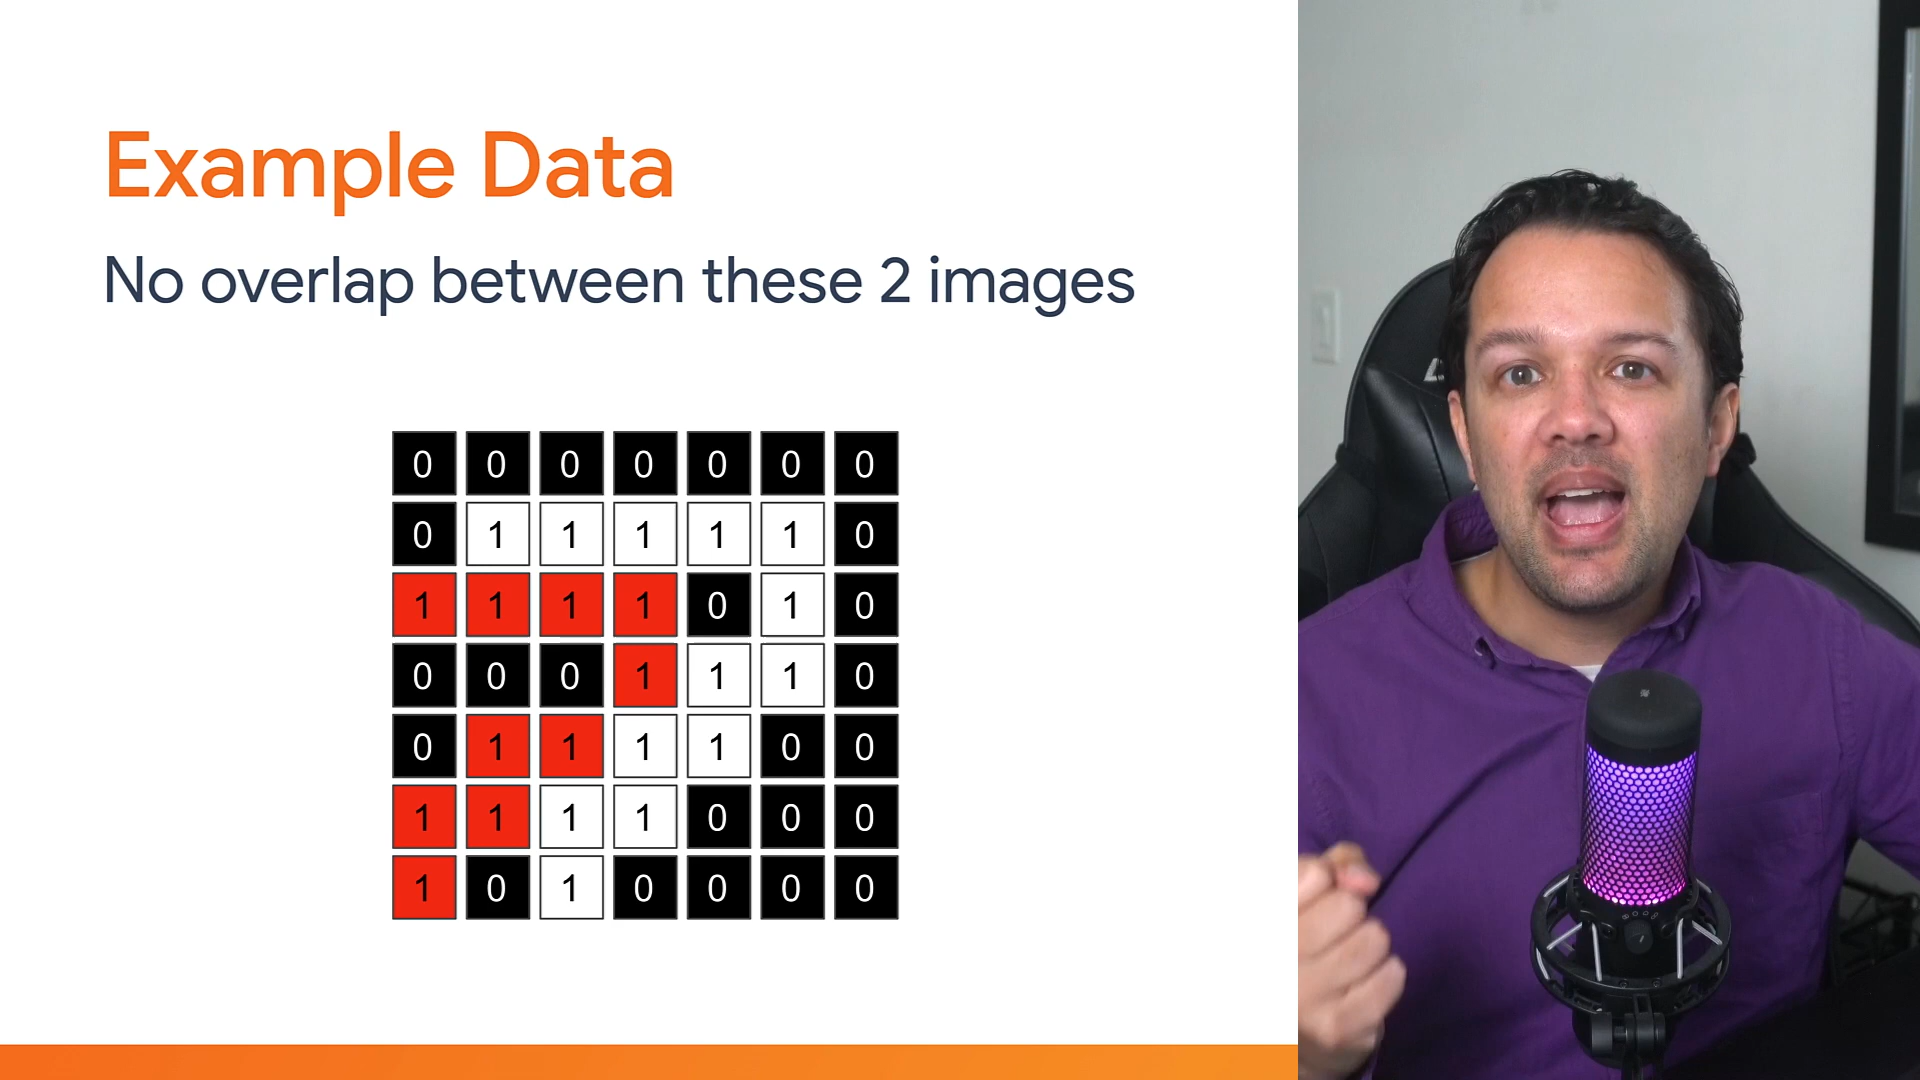 Example Data
No overlap between these 2 images
0 0 0 0 0 0 0
0 1 1 1 1 1 0
1 1 1 1 0 1 0
0 0 0 1 1 1 0
0 1 1 1 1 0 0
1 1 1 1 0 0 0
1 0 1 0 0 0 0